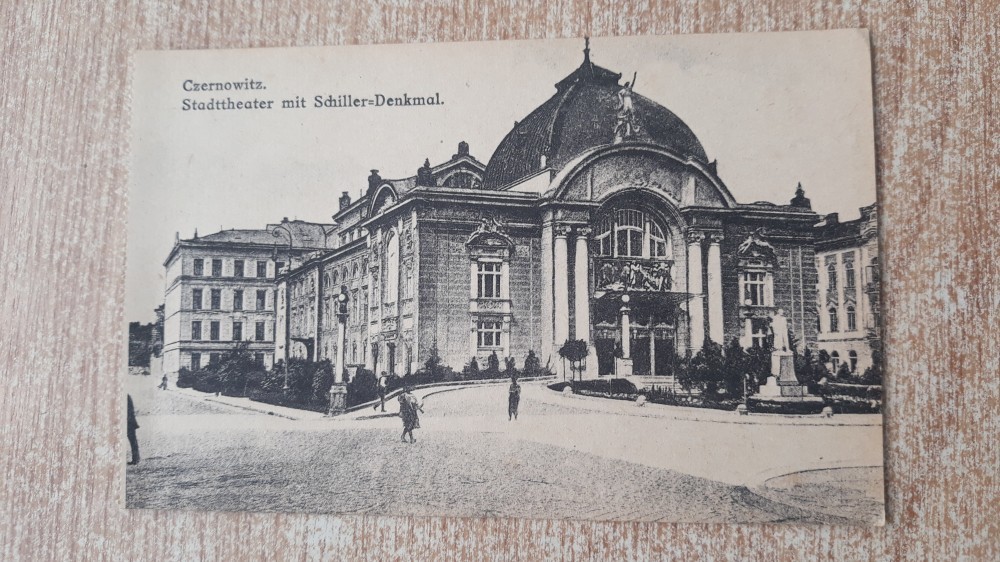 Czernowitz.
Stadttheater mit Schiller=Denkmal.